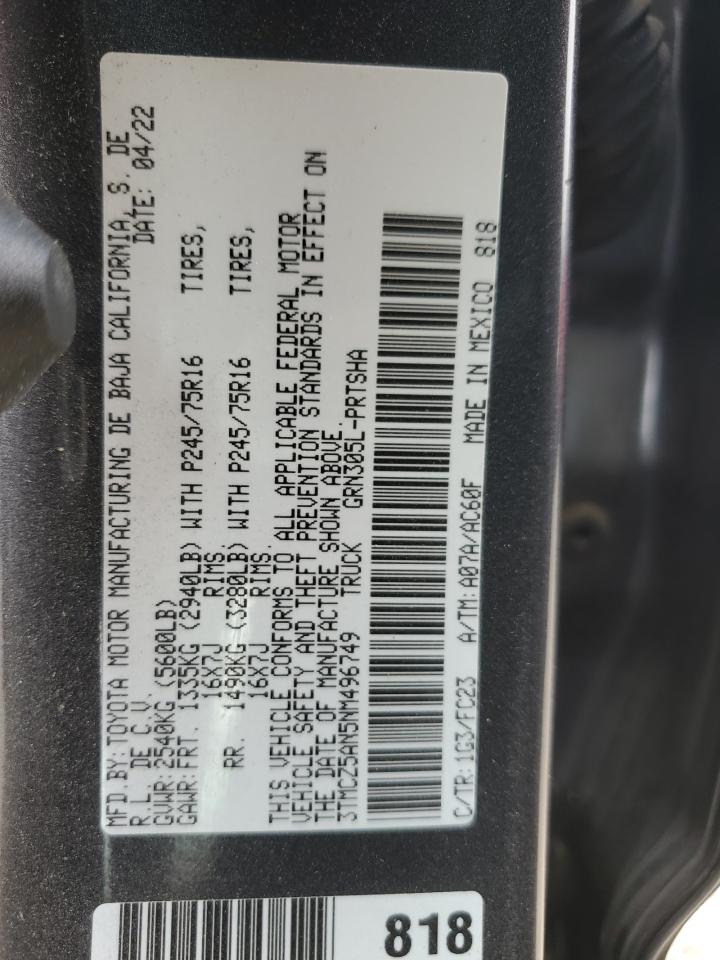 MFD.BY:TOYOTA MOTOR MANUFACTURING DE BAJA CALIFORNIA, S. DE
R.L. DE C.V. DATE: 04/22
GVWR:2540KG (5600LB)
GAWR:FRT. 1335KG (2940LB) WITH P245/75R16 TIRES,
16X7J RIMS.
RR. 1490KG (3280LB) WITH P245/75R16 TIRES,
16X7J RIMS.
THIS VEHICLE CONFORMS TO ALL APPLICABLE FEDERAL MOTOR
VEHICLE SAFETY AND THEFT PREVENTION STANDARDS IN EFFECT ON
THE DATE OF MANUFACTURE SHOWN ABOVE.
3TMCZ5AN5NM496749 TRUCK GRN305L-PRTSHA
C/TR:1G3/FC23 A/TM:A07A/AC60F MADE IN MEXICO 818
818